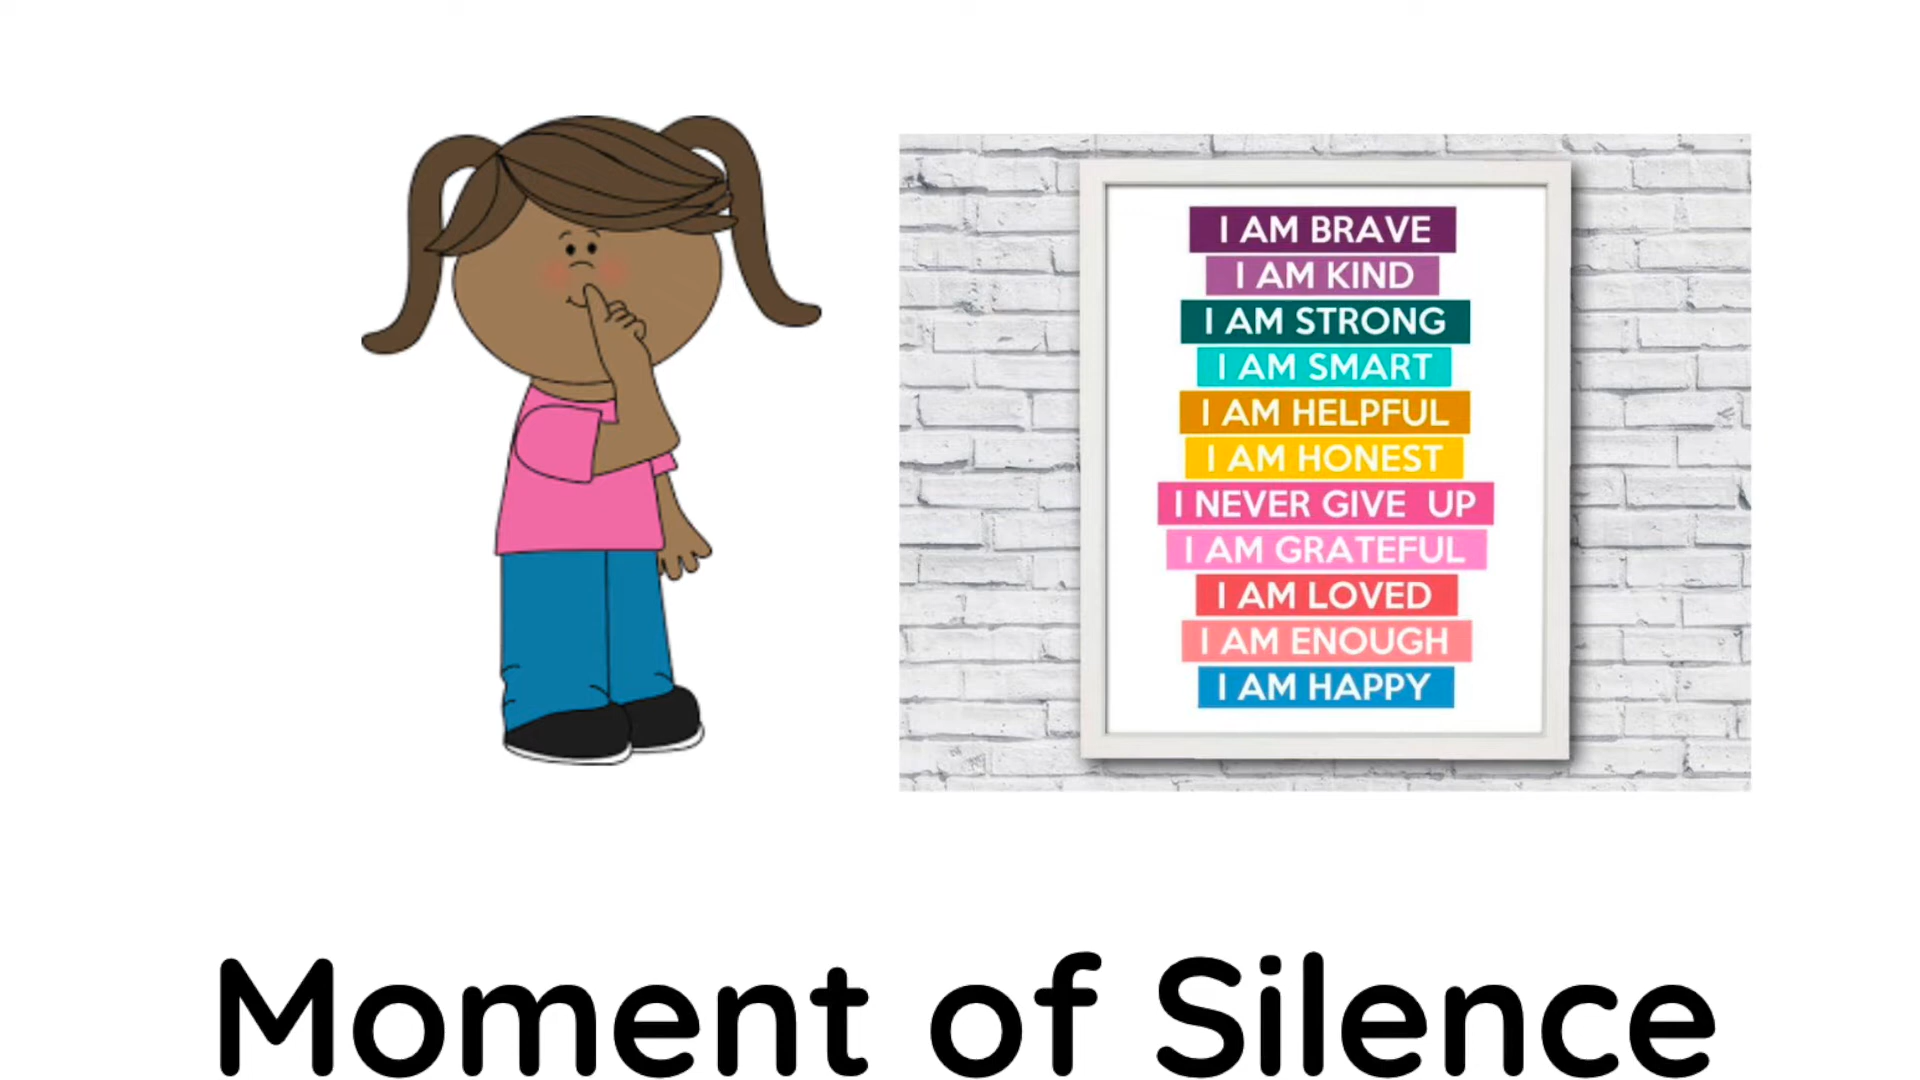 I AM BRAVE
I AM KIND
I AM STRONG
I AM SMART
I AM HELPFUL
I AM HONEST
I NEVER GIVE UP
I AM GRATEFUL
I AM LOVED
I AM ENOUGH
I AM HAPPY
Moment of Silence